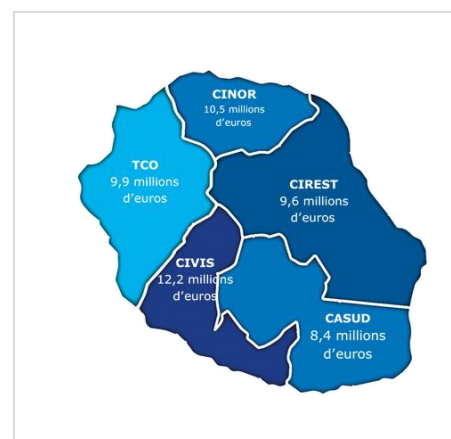 CINOR
10,5 millions
d'euros
TCO
9,9 millions
d'euros
CIREST
9,6 millions
d'euros
CIVIS
12,2 millions
d'euros
CASUD
8,4 millions
d'euros